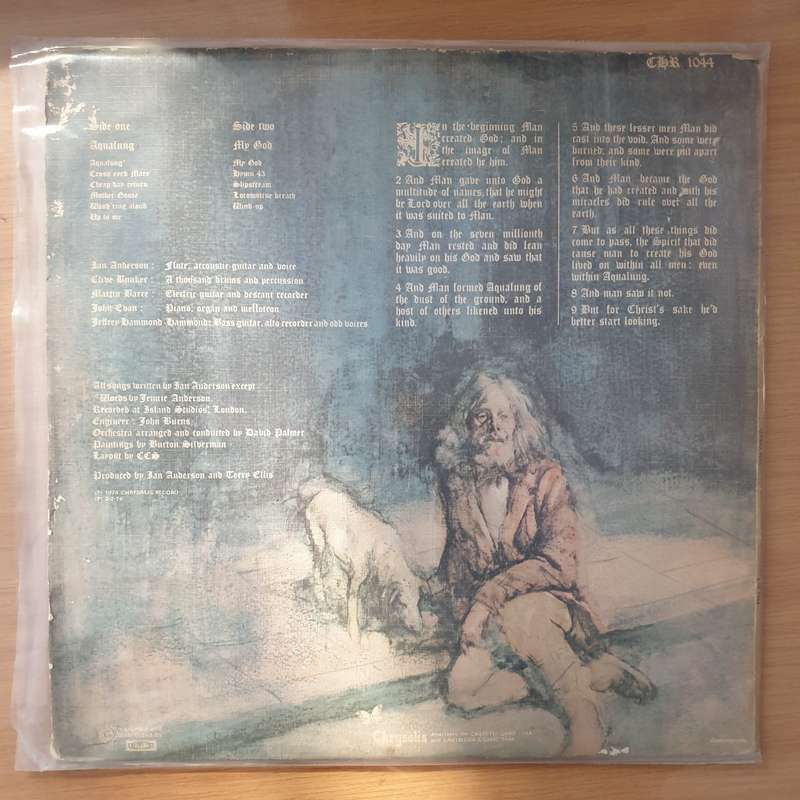 CHR 1044
Side one
Aqualung
Aqualung*
Cross eyed Mary
Cheap day return
Mother Goose
Wond'ring aloud
Up to me
Side two
My God
My God
Hymn 43
Slipstream
Locomotive breath
Wind-up
Ian Anderson : Flute, accoustic guitar and voice
Clive Bunker : A thousand drums and percussion
Martin Barre : Electric guitar and descant recorder
John Evan : Piano, organ and mellotron
Jeffrey Hammond-Hammond: Bass guitar, alto recorder and odd voices
All songs written by Ian Anderson except
*Words by Jennie Anderson.
Recorded at Island Studios, London.
Engineer : John Burns
Orchestra arranged and conducted by David Palmer
Paintings by Burton Silverman
Layout by CCS
Produced by Ian Anderson and Terry Ellis
In the beginning Man
created God; and in
the image of Man
created he him.
2 And Man gave unto God a
multitude of names, that he might
be Lord over all the earth when
it was suited to Man.
3 And on the seven millionth
day Man rested and did lean
heavily on his God and saw that
it was good.
4 And Man formed Aqualung of
the dust of the ground, and a
host of others likened unto his
kind.
5 And these lesser men Man did
cast into the void. And some were
burned; and some were put apart
from their kind.
6 And Man became the God
that he had created and with his
miracles did rule over all the
earth.
7 But as all these things did
come to pass, the Spirit that did
cause man to create his God
lived on within all men: even
within Aqualung.
8 And man saw it not.
9 But for Christ's sake he'd
better start looking.
Chrysalis